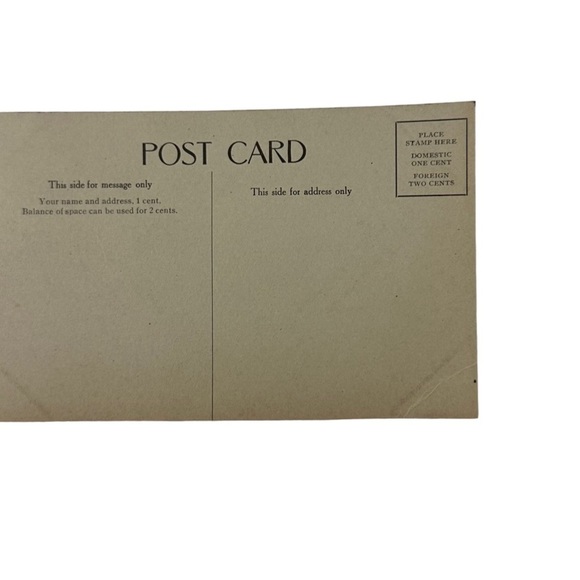 POST CARD
This side for message only
Your name and address, 1 cent.
Balance of space can be used for 2 cents.
This side for address only
PLACE
STAMP HERE
DOMESTIC
ONE CENT
FOREIGN
TWO CENTS